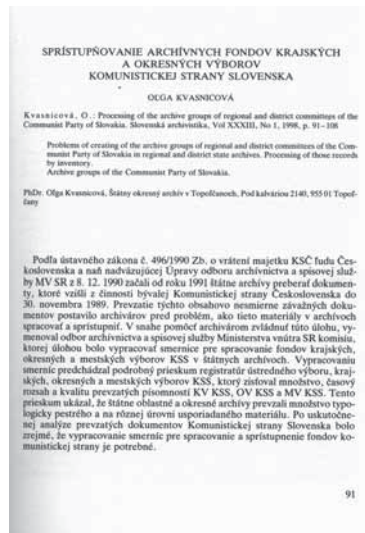 SPRÍSTUPŇOVANIE ARCHÍVNYCH FONDOV KRAJSKÝCH
A OKRESNÝCH VÝBOROV
KOMUNISTICKEJ STRANY SLOVENSKA
OĽGA KVASNICOVÁ
Kvasnicová, O.: Processing of the archive groups of regional and district committees of the
Communist Party of Slovakia. Slovenská archivistika, Vol XXXIII, No 1, 1998, p. 91–108
Problems of creating of the archive groups of regional and district committees of the Com-
munist Party of Slovakia in regional and district state archives. Processing of those records
by inventory.
Archive groups of the Communist Party of Slovakia.
PhDr. Oľga Kvasnicová, Štátny okresný archív v Topoľčanoch, Pod kalváriou 2140, 955 01 Topoľ-
čany
Podľa ústavného zákona č. 496/1990 Zb. o vrátení majetku KSČ ľudu Čes-
koslovenska a naň nadväzujúcej Úpravy odboru archívnictva a spisovej služ-
by MV SR z 8. 12. 1990 začali od roku 1991 štátne archívy preberať dokumen-
ty, ktoré vzišli z činnosti bývalej Komunistickej strany Československa do
30. novembra 1989. Prevzatie týchto obsahovo nesmierne závažných doku-
mentov postavilo archivárov pred problém, ako tieto materiály v archívoch
spracovať a sprístupniť. V snahe pomôcť archivárom zvládnuť túto úlohu, vy-
menoval odbor archívnictva a spisovej služby Ministerstva vnútra SR komisiu,
ktorej úlohou bolo vypracovať smernice pre spracovanie fondov krajských,
okresných a mestských výborov KSS v štátnych archívoch. Vypracovaniu
smerníc predchádzal podrobný prieskum registratúr ústredného výboru, kraj-
ských, okresných a mestských výborov KSS, ktorý zisťoval množstvo, časový
rozsah a kvalitu prevzatých písomností KV KSS, OV KSS a MV KSS. Tento
prieskum ukázal, že štátne oblastné a okresné archívy prevzali množstvo typo-
logicky pestrého a na rôznej úrovni usporiadaného materiálu. Po uskutočne-
nej analýze prevzatých dokumentov Komunistickej strany Slovenska bolo
zrejmé, že vypracovanie smerníc pre spracovanie a sprístupnenie fondov ko-
munistickej strany je potrebné.
91